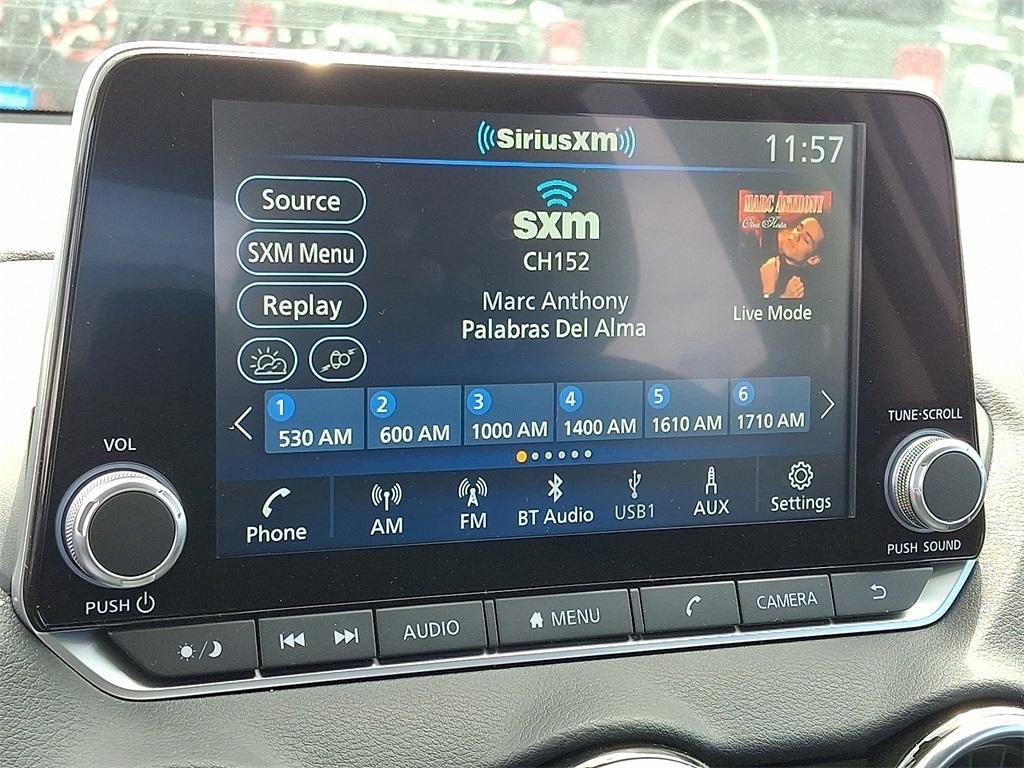 SiriusXm
11:57
Source
SXM Menu
Replay
sxm
CH152
Marc Anthony
Palabras Del Alma
MARC ANTHONY
Otra Nota
Live Mode
1 530 AM
2 600 AM
3 1000 AM
4 1400 AM
5 1610 AM
6 1710 AM
Phone
AM
FM
BT Audio
USB1
AUX
Settings
VOL
PUSH
TUNE·SCROLL
PUSH SOUND
AUDIO
MENU
CAMERA